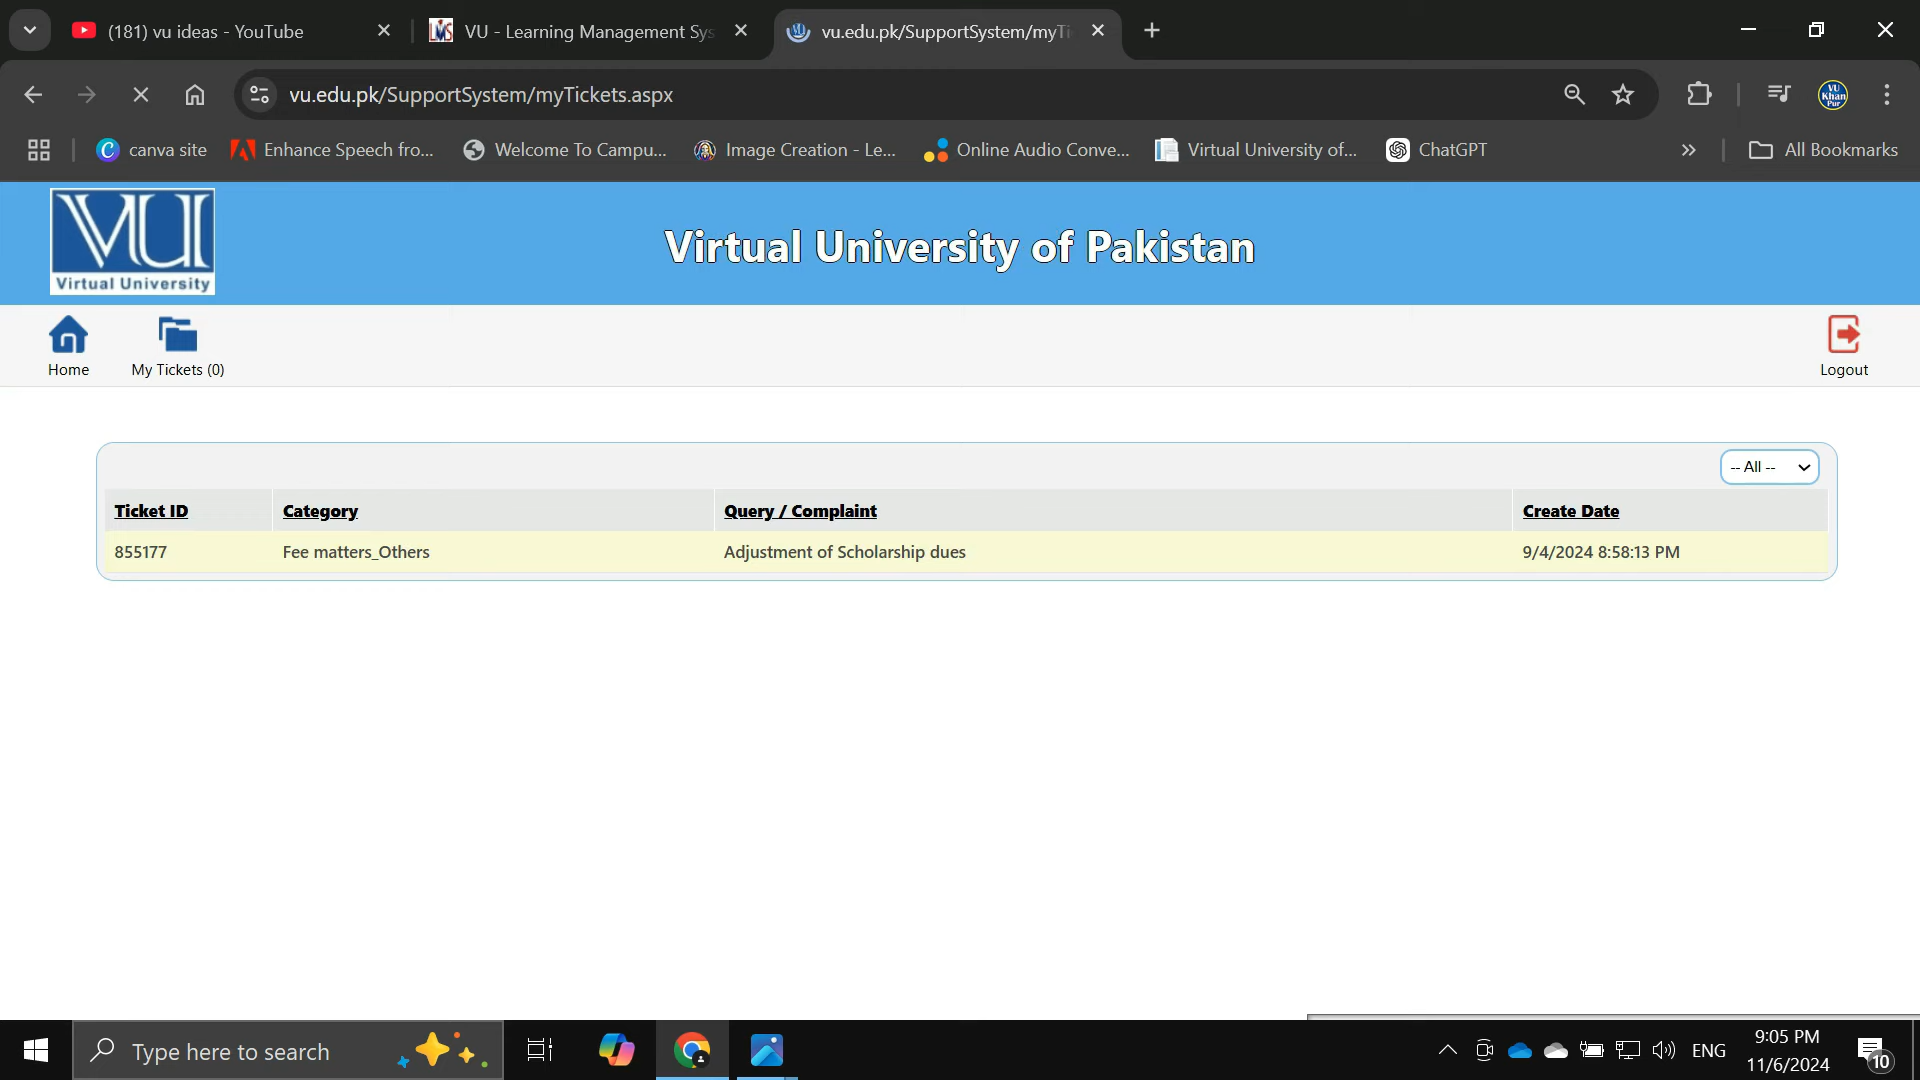 (181) vu ideas - YouTube
VU - Learning Management Sys
vu.edu.pk/SupportSystem/myTi
vu.edu.pk/SupportSystem/myTickets.aspx
VU Khan Pur
canva site
Enhance Speech fro...
Welcome To Campu...
Image Creation - Le...
Online Audio Conve...
Virtual University of...
ChatGPT
All Bookmarks
VU
Virtual University
Virtual University of Pakistan
Home
My Tickets (0)
Logout
-- All --
Ticket ID Category Query / Complaint Create Date
855177 Fee matters_Others Adjustment of Scholarship dues 9/4/2024 8:58:13 PM
Type here to search
ENG
9:05 PM
11/6/2024
10